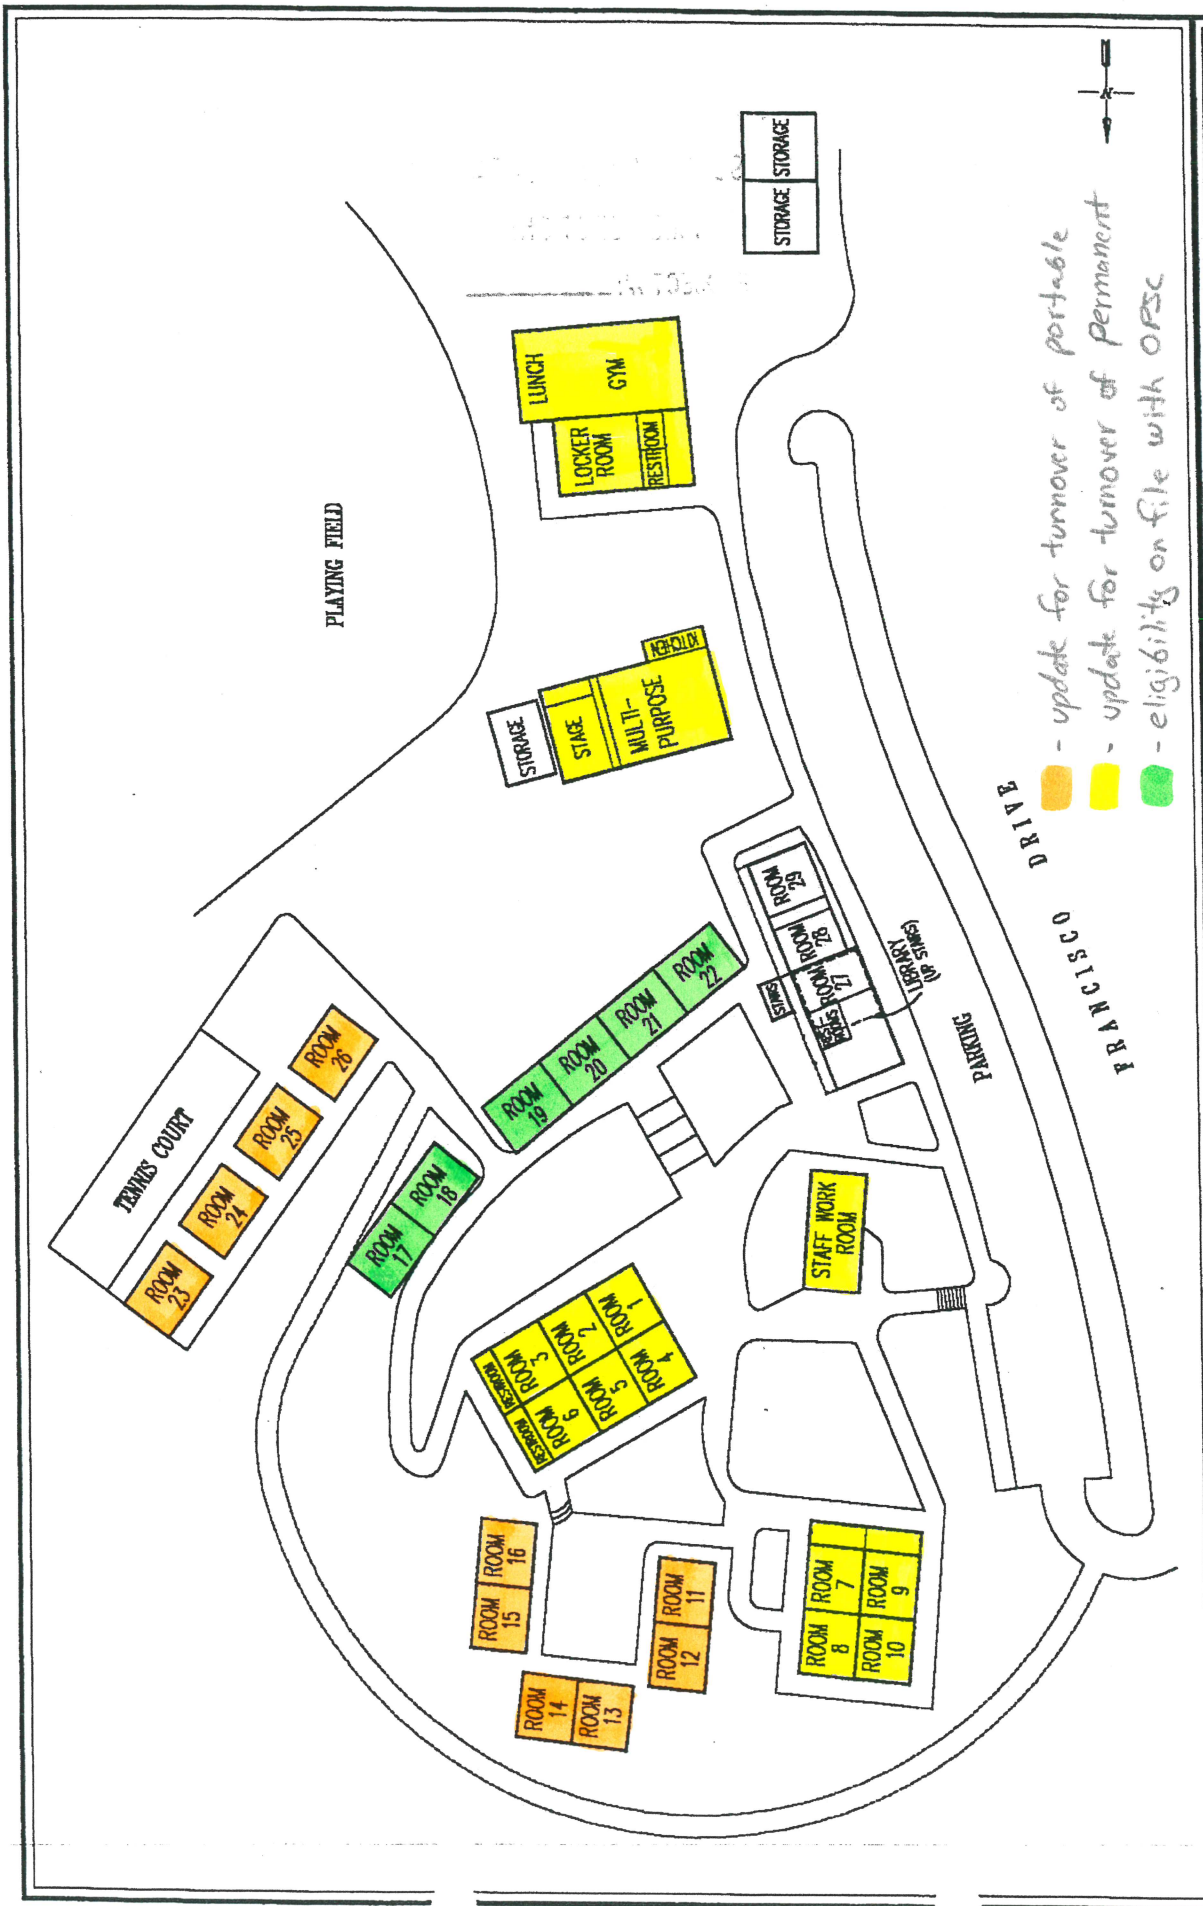 N
STORAGE
STORAGE
LUNCH
GYM
LOCKER
ROOM
RESTROOM
PLAYING FIELD
STORAGE
STAGE
MULTI-
PURPOSE
KITCHEN
- update for turnover of portable
- update for turnover of permanent
- eligibility on file with OPSC
FRANCISCO DRIVE
PARKING
ROOM
29
ROOM
28
ROOM
27
REST
ROOMS
STAIRS
LIBRARY
(UP STAIRS)
ROOM
22
ROOM
21
ROOM
20
ROOM
19
ROOM
18
ROOM
17
TENNIS COURT
ROOM
26
ROOM
25
ROOM
24
ROOM
23
STAFF WORK
ROOM
ROOM
1
ROOM
2
ROOM
3
RESTROOM
ROOM
4
ROOM
5
ROOM
6
RESTROOM
ROOM
7
ROOM
8
ROOM
9
ROOM
10
ROOM
11
ROOM
12
ROOM
13
ROOM
14
ROOM
15
ROOM
16